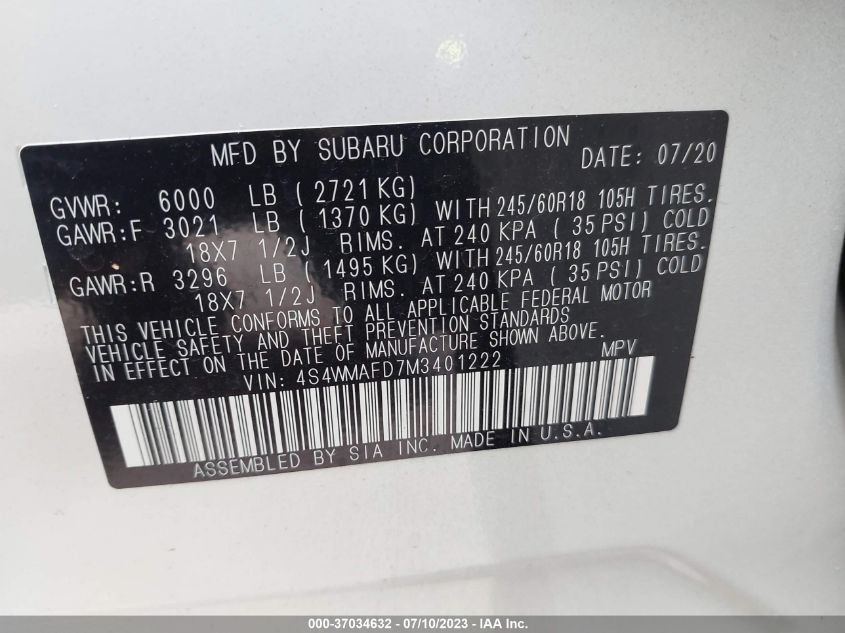 MFD BY SUBARU CORPORATION DATE: 07/20
GVWR: 6000 LB ( 2721 KG)
GAWR:F 3021 LB ( 1370 KG) WITH 245/60R18 105H TIRES.
18X7 1/2J RIMS. AT 240 KPA ( 35 PSI) COLD
GAWR:R 3296 LB ( 1495 KG) WITH 245/60R18 105H TIRES.
18X7 1/2J RIMS. AT 240 KPA ( 35 PSI) COLD
THIS VEHICLE CONFORMS TO ALL APPLICABLE FEDERAL MOTOR
VEHICLE SAFETY AND THEFT PREVENTION STANDARDS
IN EFFECT ON THE DATE OF MANUFACTURE SHOWN ABOVE.
VIN: 4S4WMAFD7M3401222 MPV
ASSEMBLED BY SIA INC. MADE IN U.S.A.
000-37034632 - 07/10/2023 - IAA Inc.